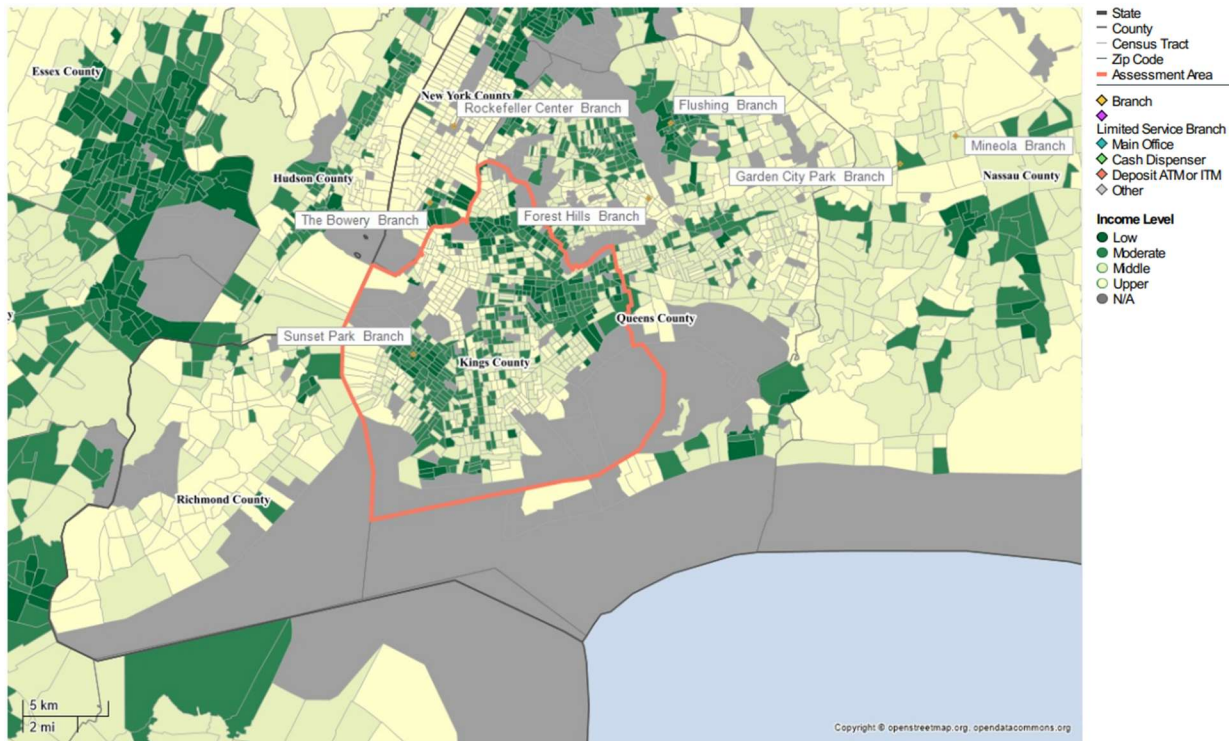 Essex County
New York County
Rockefeller Center Branch
Flushing Branch
Mineola Branch
Garden City Park Branch
Nassau County
Hudson County
The Bowery Branch
Forest Hills Branch
Queens County
Sunset Park Branch
Kings County
Richmond County
y
5 km
2 mi
Copyright © openstreetmap.org, opendatacommons.org
State
County
Census Tract
Zip Code
Assessment Area
Branch
Limited Service Branch
Main Office
Cash Dispenser
Deposit ATM or ITM
Other
Income Level
Low
Moderate
Middle
Upper
N/A